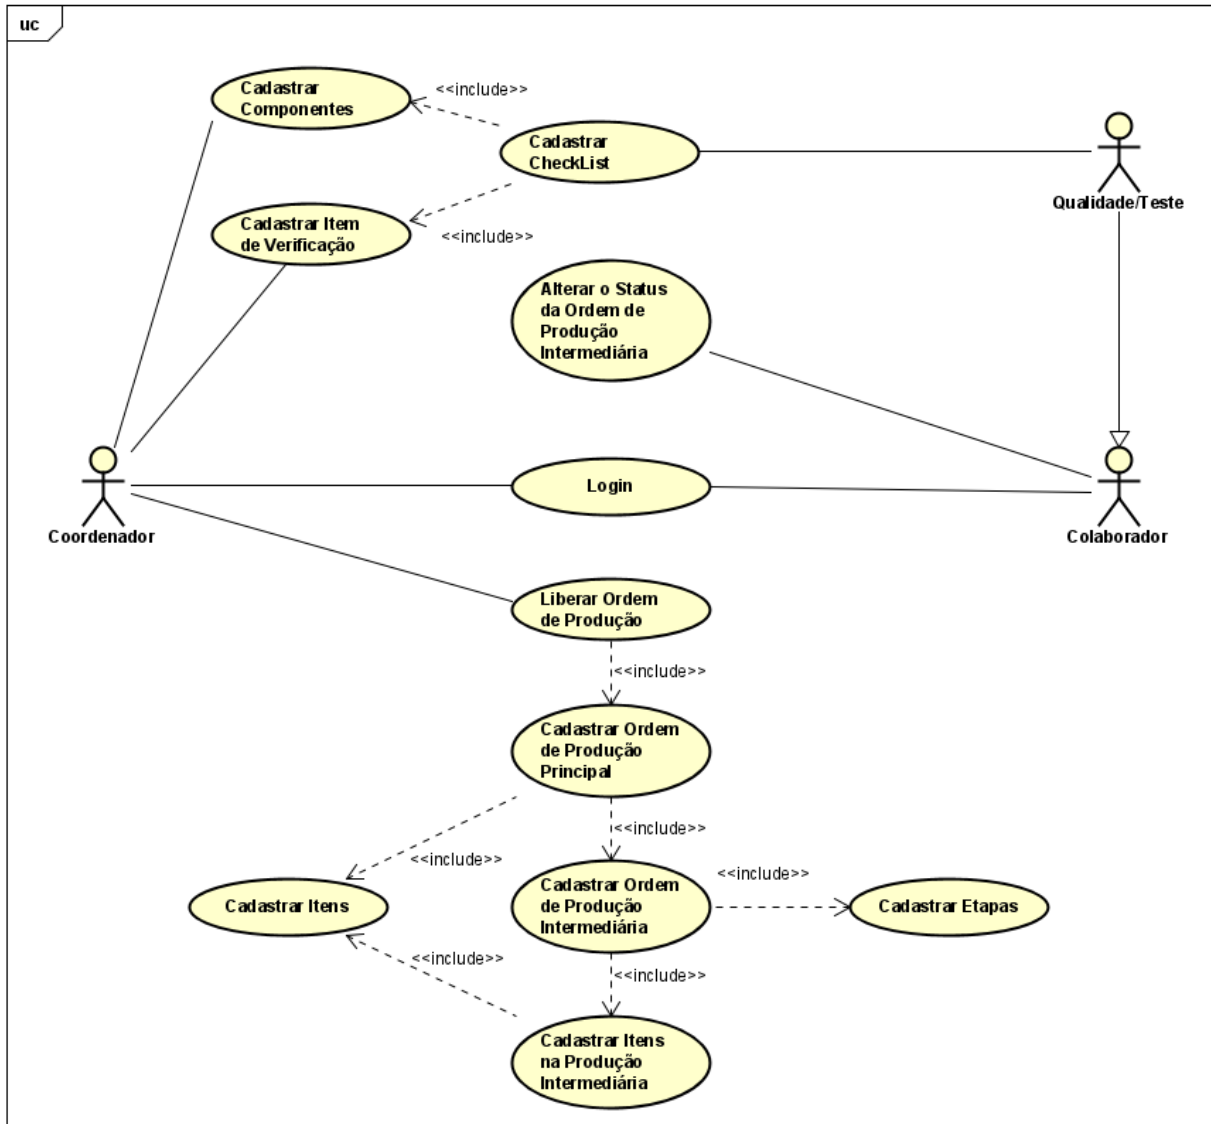 uc
Cadastrar
Componentes
<<include>>
Cadastrar
CheckList
Qualidade/Teste
Cadastrar Item
de Verificação
<<include>>
Alterar o Status
da Ordem de
Produção
Intermediária
Login
Coordenador
Colaborador
Liberar Ordem
de Produção
<<include>>
Cadastrar Ordem
de Produção
Principal
<<include>>
<<include>>
Cadastrar Itens
Cadastrar Ordem
de Produção
Intermediária
<<include>>
Cadastrar Etapas
<<include>>
<<include>>
Cadastrar Itens
na Produção
Intermediária